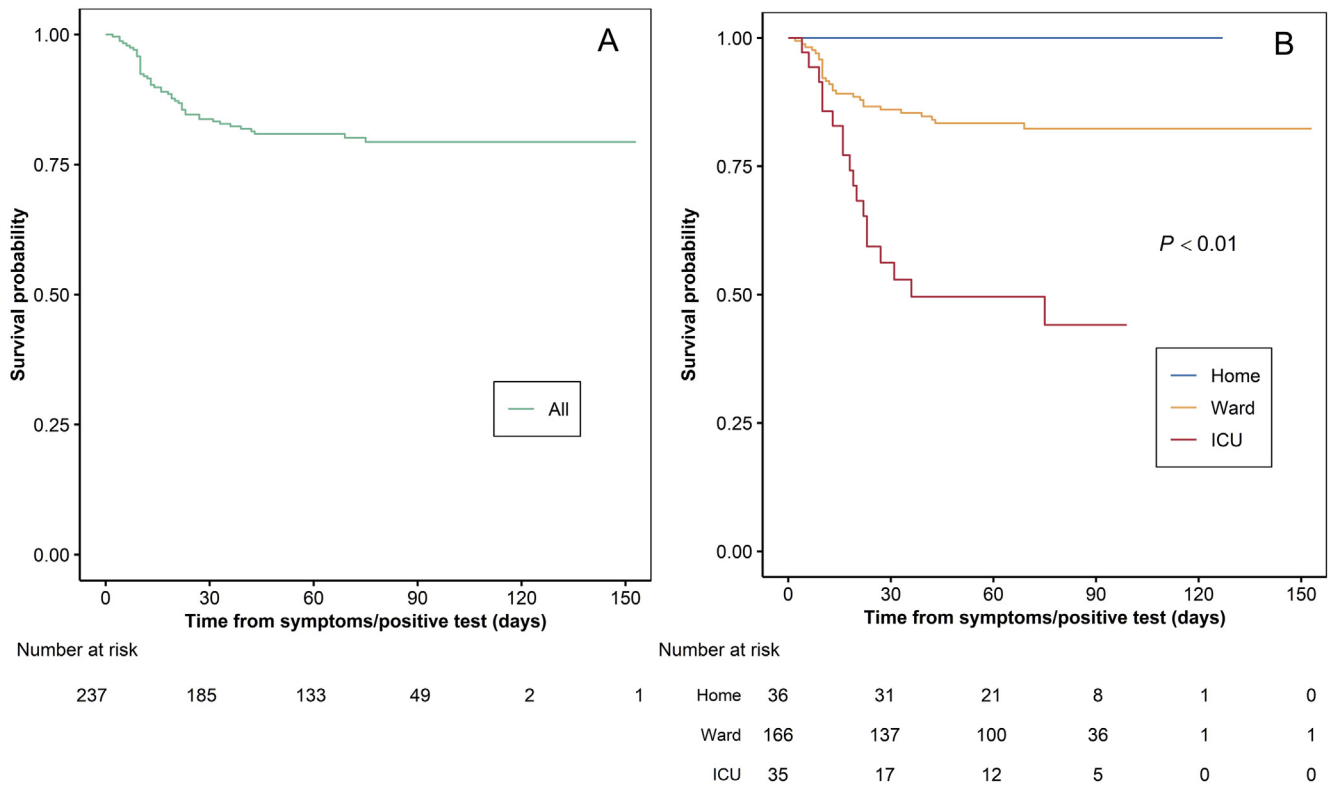 A
1.00
0.75
0.50
0.25
0.00
Survival probability
All
0 30 60 90 120 150
Time from symptoms/positive test (days)
Number at risk
237 185 133 49 2 1
B
1.00
0.75
0.50
0.25
0.00
Survival probability
P < 0.01
Home
Ward
ICU
0 30 60 90 120 150
Time from symptoms/positive test (days)
Number at risk
Home 36 31 21 8 1 0
Ward 166 137 100 36 1 1
ICU 35 17 12 5 0 0